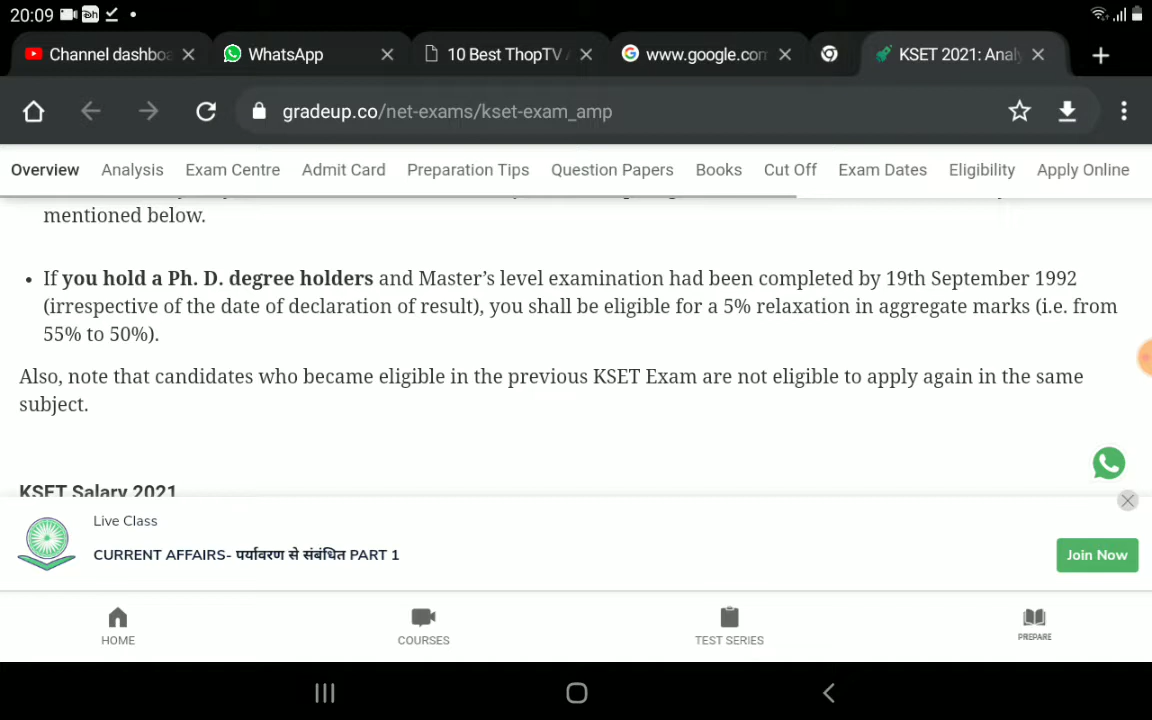 20:09
Channel dashboa
WhatsApp
10 Best ThopTV A
www.google.con
KSET 2021: Analy
gradeup.co/net-exams/kset-exam_amp
Overview Analysis Exam Centre Admit Card Preparation Tips Question Papers Books Cut Off Exam Dates Eligibility Apply Online
mentioned below.
• If you hold a Ph. D. degree holders and Master's level examination had been completed by 19th September 1992
(irrespective of the date of declaration of result), you shall be eligible for a 5% relaxation in aggregate marks (i.e. from
55% to 50%).
Also, note that candidates who became eligible in the previous KSET Exam are not eligible to apply again in the same
subject.
KSET Salary 2021
Live Class
CURRENT AFFAIRS- पर्यावरण से संबंधित PART 1
Join Now
HOME COURSES TEST SERIES PREPARE